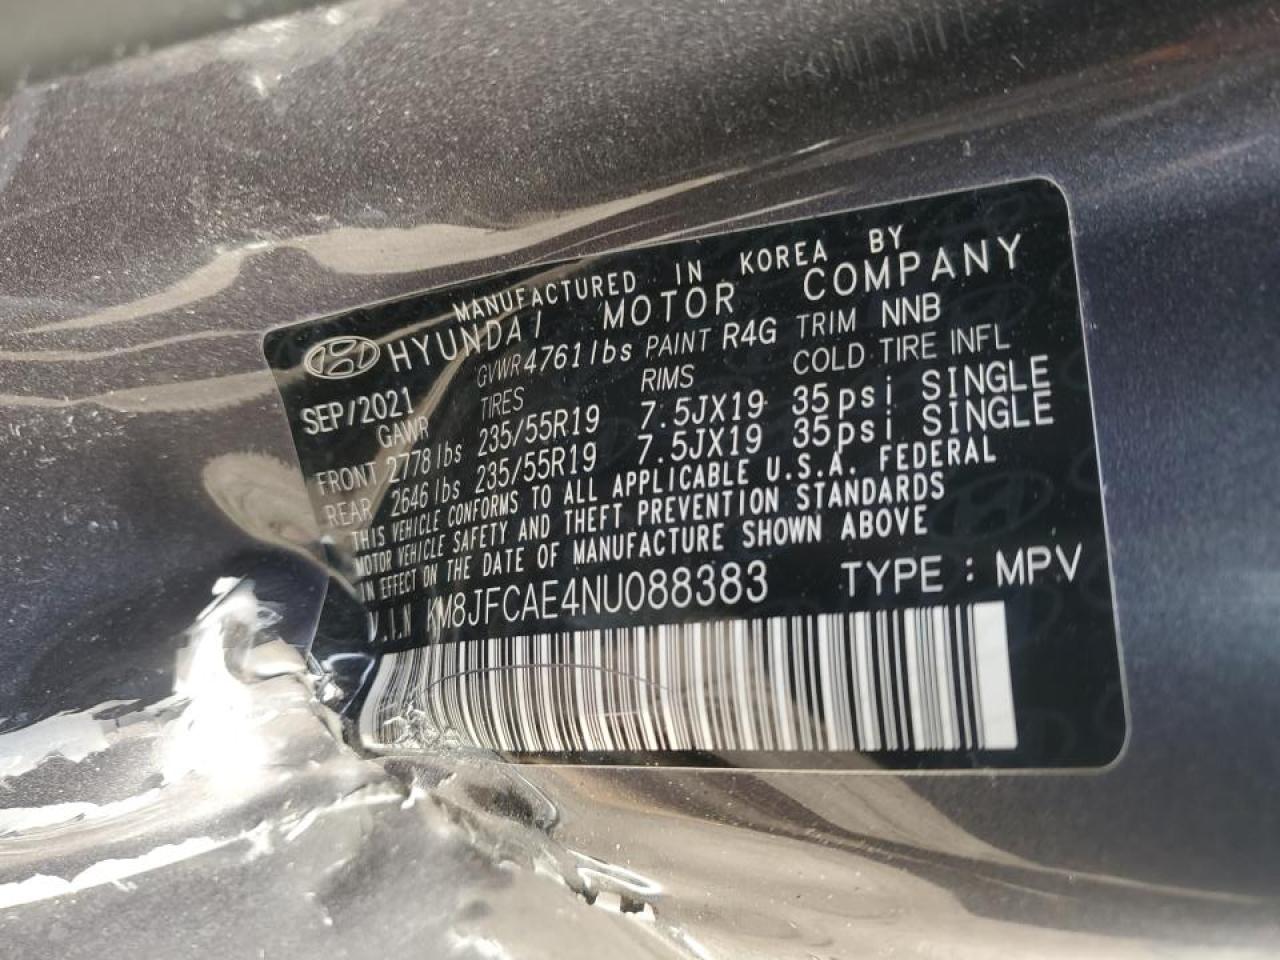 MANUFACTURED IN KOREA BY
HYUNDAI MOTOR COMPANY
SEP/2021 GVWR 4761lbs PAINT R4G TRIM NNB
GAWR TIRES RIMS COLD TIRE INFL
FRONT 2778lbs 235/55R19 7.5JX19 35psi SINGLE
REAR 2646lbs 235/55R19 7.5JX19 35psi SINGLE
THIS VEHICLE CONFORMS TO ALL APPLICABLE U.S.A. FEDERAL
MOTOR VEHICLE SAFETY AND THEFT PREVENTION STANDARDS
IN EFFECT ON THE DATE OF MANUFACTURE SHOWN ABOVE
V.I.N KM8JFCAE4NU088383 TYPE : MPV